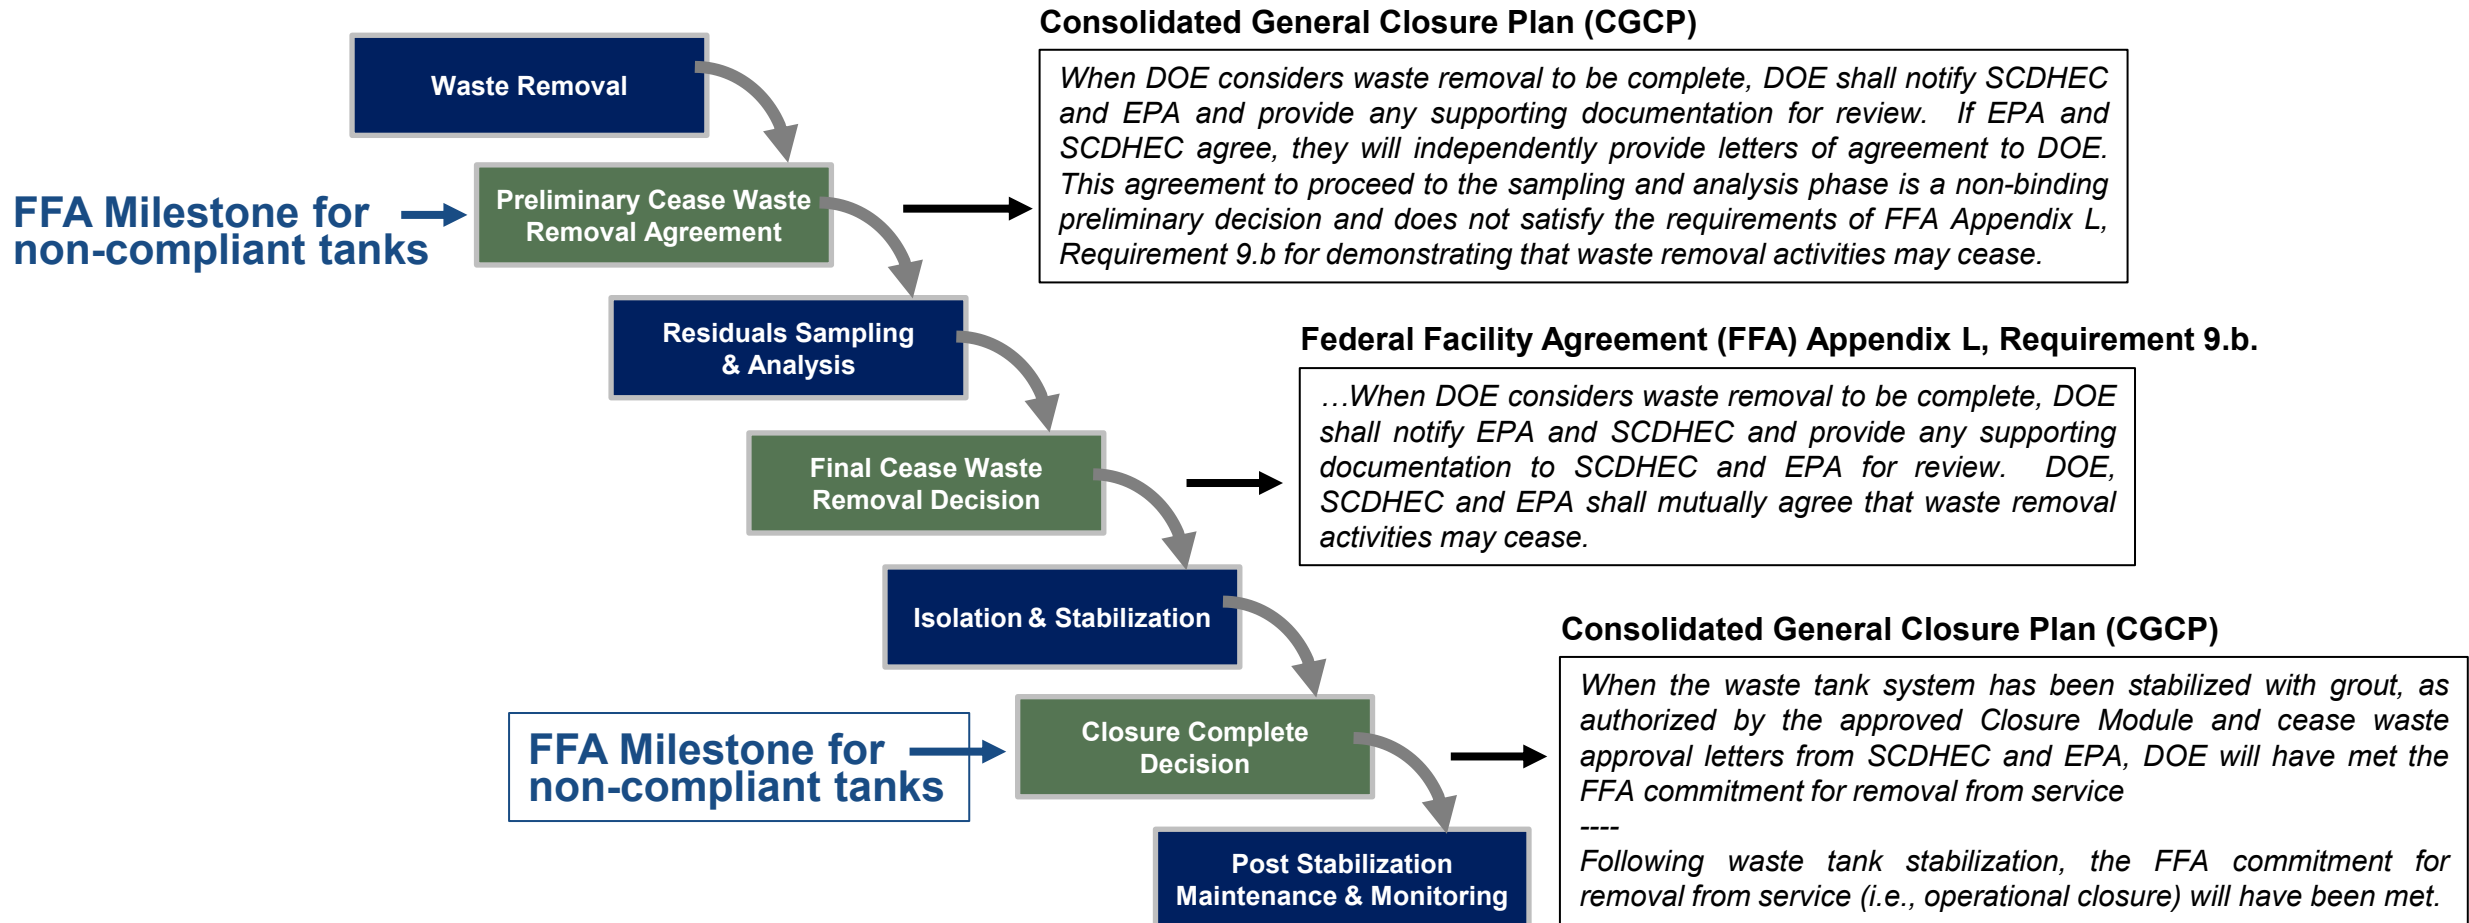 Consolidated General Closure Plan (CGCP)
Waste Removal
When DOE considers waste removal to be complete, DOE shall notify SCDHEC
and EPA and provide any supporting documentation for review. If EPA and
SCDHEC agree, they will independently provide letters of agreement to DOE.
This agreement to proceed to the sampling and analysis phase is a non-binding
preliminary decision and does not satisfy the requirements of FFA Appendix L,
Requirement 9.b for demonstrating that waste removal activities may cease.
FFA Milestone for
non-compliant tanks
Preliminary Cease Waste
Removal Agreement
Residuals Sampling
& Analysis
Federal Facility Agreement (FFA) Appendix L, Requirement 9.b.
…When DOE considers waste removal to be complete, DOE
shall notify EPA and SCDHEC and provide any supporting
documentation to SCDHEC and EPA for review. DOE,
SCDHEC and EPA shall mutually agree that waste removal
activities may cease.
Final Cease Waste
Removal Decision
Isolation & Stabilization
Consolidated General Closure Plan (CGCP)
When the waste tank system has been stabilized with grout, as
authorized by the approved Closure Module and cease waste
approval letters from SCDHEC and EPA, DOE will have met the
FFA commitment for removal from service
----
Following waste tank stabilization, the FFA commitment for
removal from service (i.e., operational closure) will have been met.
FFA Milestone for
non-compliant tanks
Closure Complete
Decision
Post Stabilization
Maintenance & Monitoring